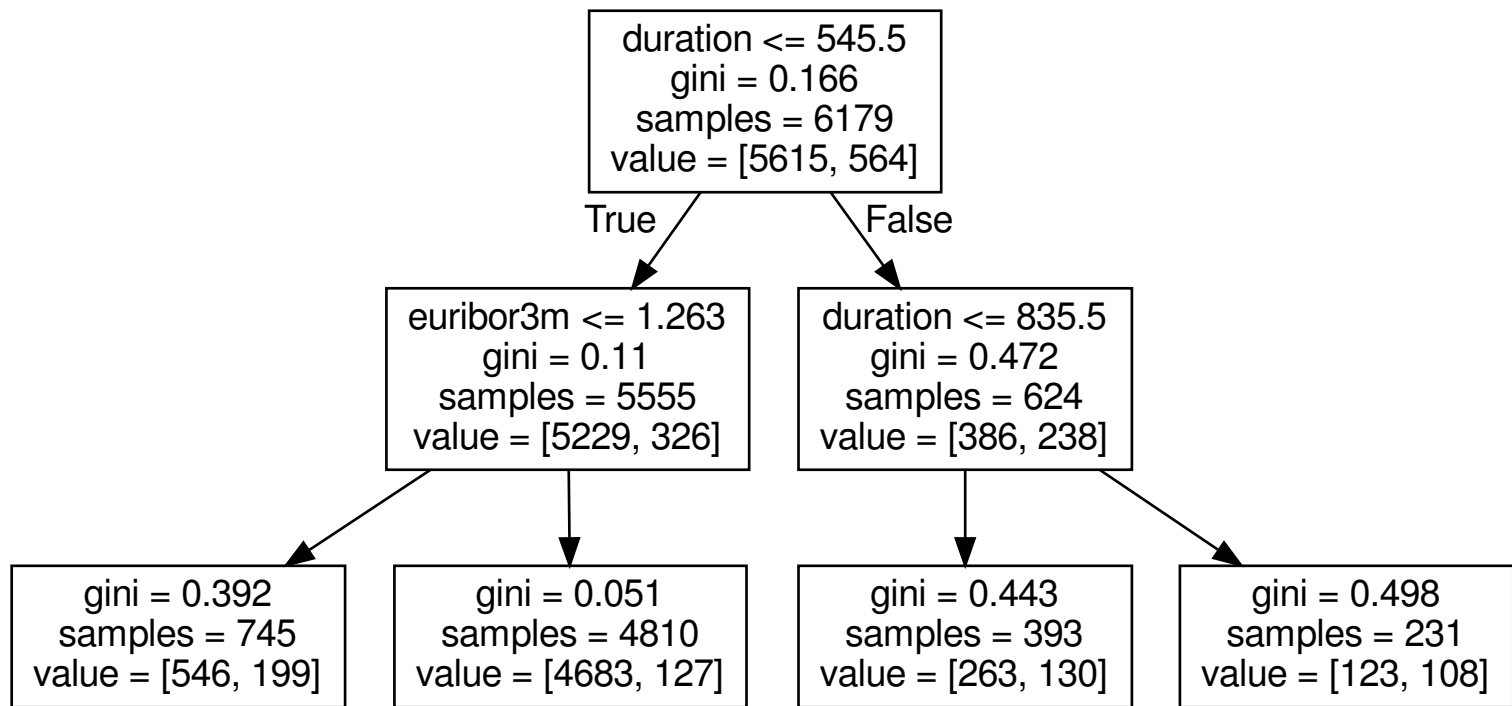 duration <= 545.5
gini = 0.166
samples = 6179
value = [5615, 564]
True
False
euribor3m <= 1.263
gini = 0.11
samples = 5555
value = [5229, 326]
duration <= 835.5
gini = 0.472
samples = 624
value = [386, 238]
gini = 0.392
samples = 745
value = [546, 199]
gini = 0.051
samples = 4810
value = [4683, 127]
gini = 0.443
samples = 393
value = [263, 130]
gini = 0.498
samples = 231
value = [123, 108]